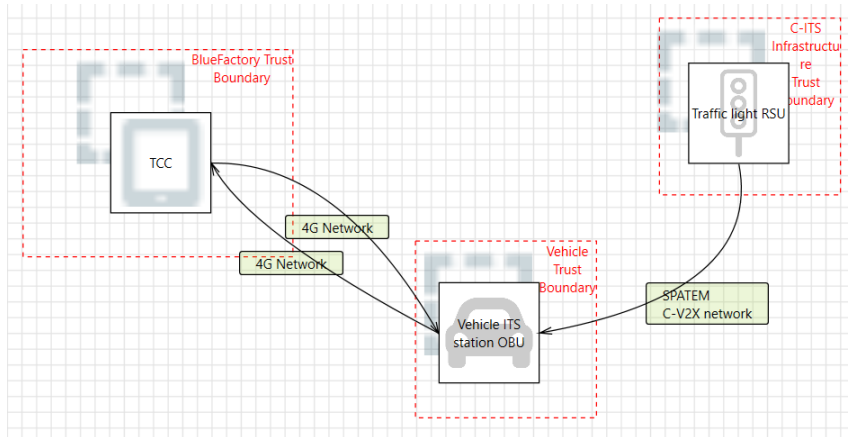 BlueFactory Trust
Boundary
TCC
C-ITS
Infrastructu
re
Trust
Boundary
Traffic light RSU
4G Network
4G Network
Vehicle
Trust
Boundary
Vehicle ITS
station OBU
SPATEM
C-V2X network